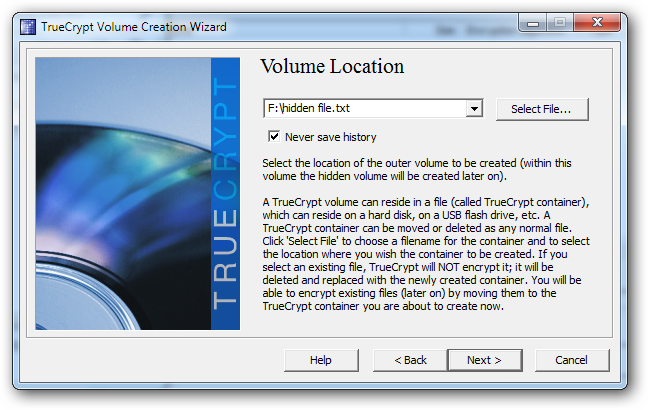 TrueCrypt Volume Creation Wizard
TRUECRYPT
Volume Location
F:\hidden file.txt
Select File...
Never save history
Select the location of the outer volume to be created (within this
volume the hidden volume will be created later on).
A TrueCrypt volume can reside in a file (called TrueCrypt container),
which can reside on a hard disk, on a USB flash drive, etc. A
TrueCrypt container can be moved or deleted as any normal file.
Click 'Select File' to choose a filename for the container and to select
the location where you wish the container to be created. If you
select an existing file, TrueCrypt will NOT encrypt it; it will be
deleted and replaced with the newly created container. You will be
able to encrypt existing files (later on) by moving them to the
TrueCrypt container you are about to create now.
Help
< Back
Next >
Cancel